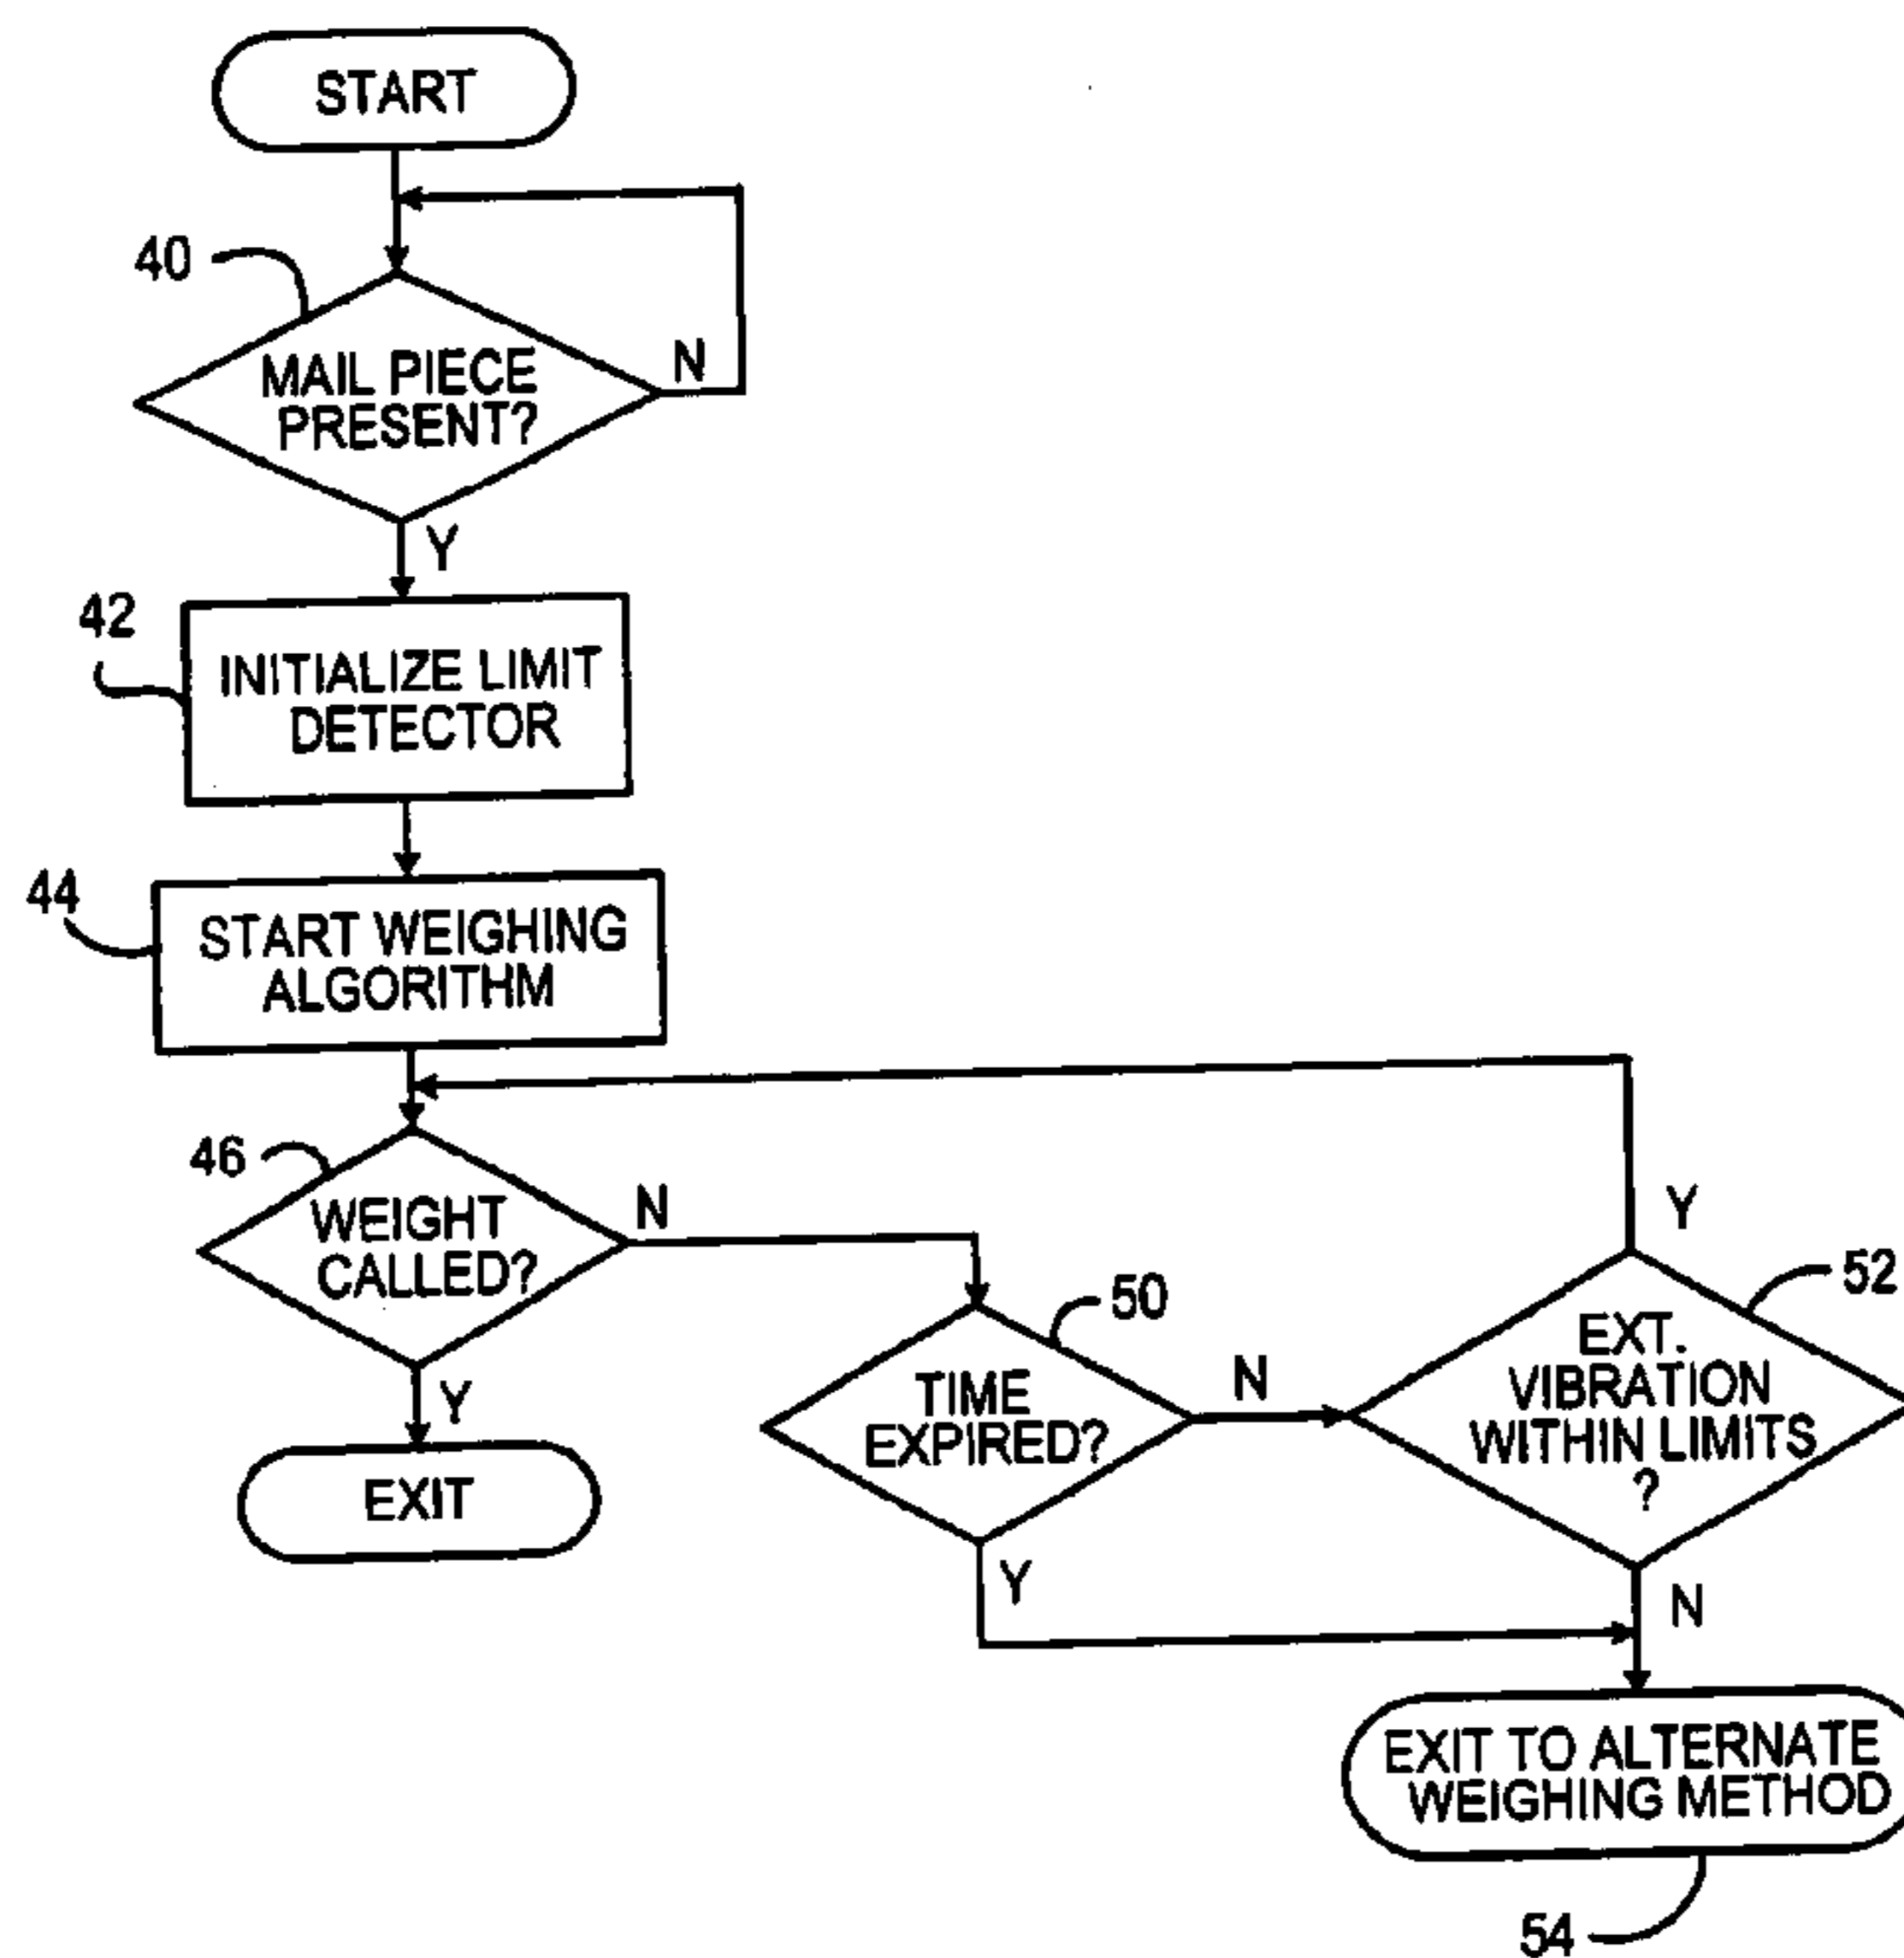 START
40
MAIL PIECE
PRESENT?
N
Y
42
INITIALIZE LIMIT
DETECTOR
44
START WEIGHING
ALGORITHM
46
WEIGHT
CALLED?
N
Y
EXIT
50
TIME
EXPIRED?
N
Y
52
EXT.
VIBRATION
WITHIN LIMITS
?
Y
N
EXIT TO ALTERNATE
WEIGHING METHOD
54